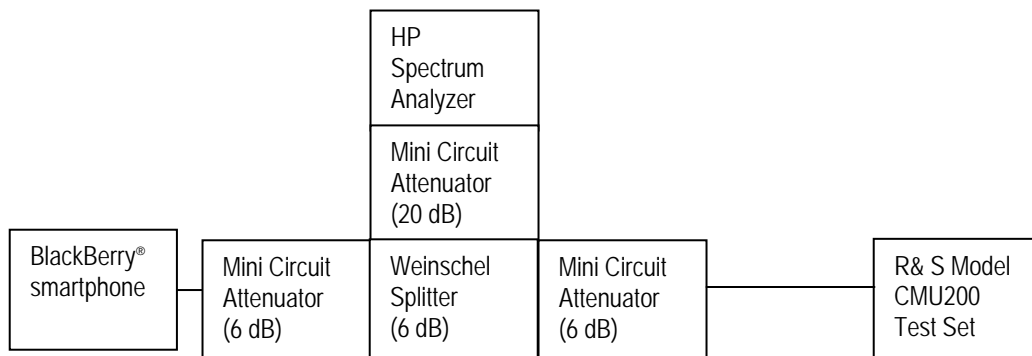 HP
Spectrum
Analyzer
Mini Circuit
Attenuator
(20 dB)
BlackBerry®
smartphone
Mini Circuit
Attenuator
(6 dB)
Weinschel
Splitter
(6 dB)
Mini Circuit
Attenuator
(6 dB)
R& S Model
CMU200
Test Set